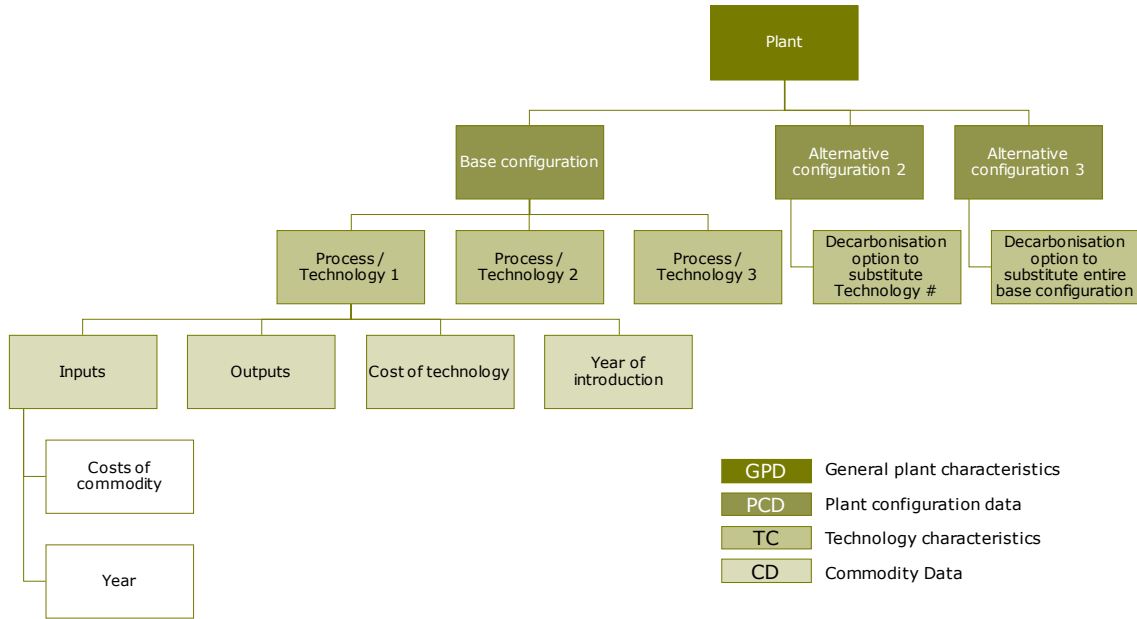 Plant
Base configuration
Alternative
configuration 2
Alternative
configuration 3
Process /
Technology 1
Process /
Technology 2
Process /
Technology 3
Decarbonisation
option to
substitute
Technology #
Decarbonisation
option to
substitute entire
base configuration
Inputs
Outputs
Cost of technology
Year of
introduction
Costs of
commodity
Year
GPD General plant characteristics
PCD Plant configuration data
TC Technology characteristics
CD Commodity Data